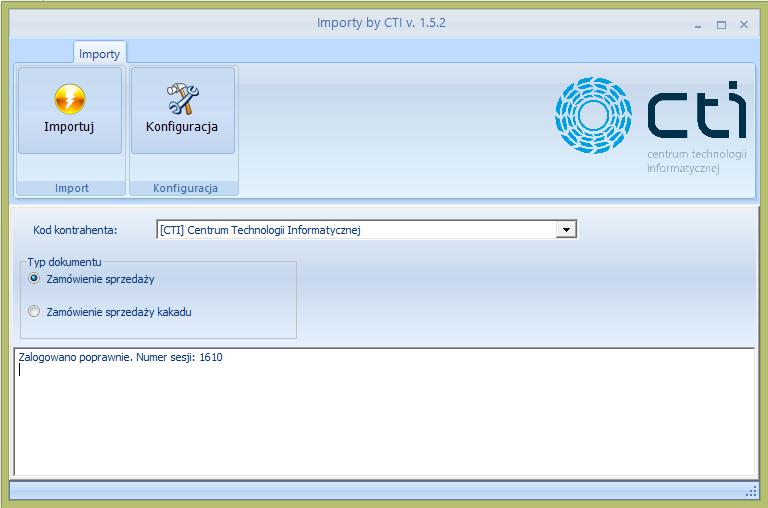 Importy by CTI v. 1.5.2
Importy
Importuj
Konfiguracja
Import
Konfiguracja
cti
centrum technologii
informatycznej
Kod kontrahenta:
[CTI] Centrum Technologii Informatycznej
Typ dokumentu
Zamówienie sprzedaży
Zamówienie sprzedaży kakadu
Zalogowano poprawnie. Numer sesji: 1610